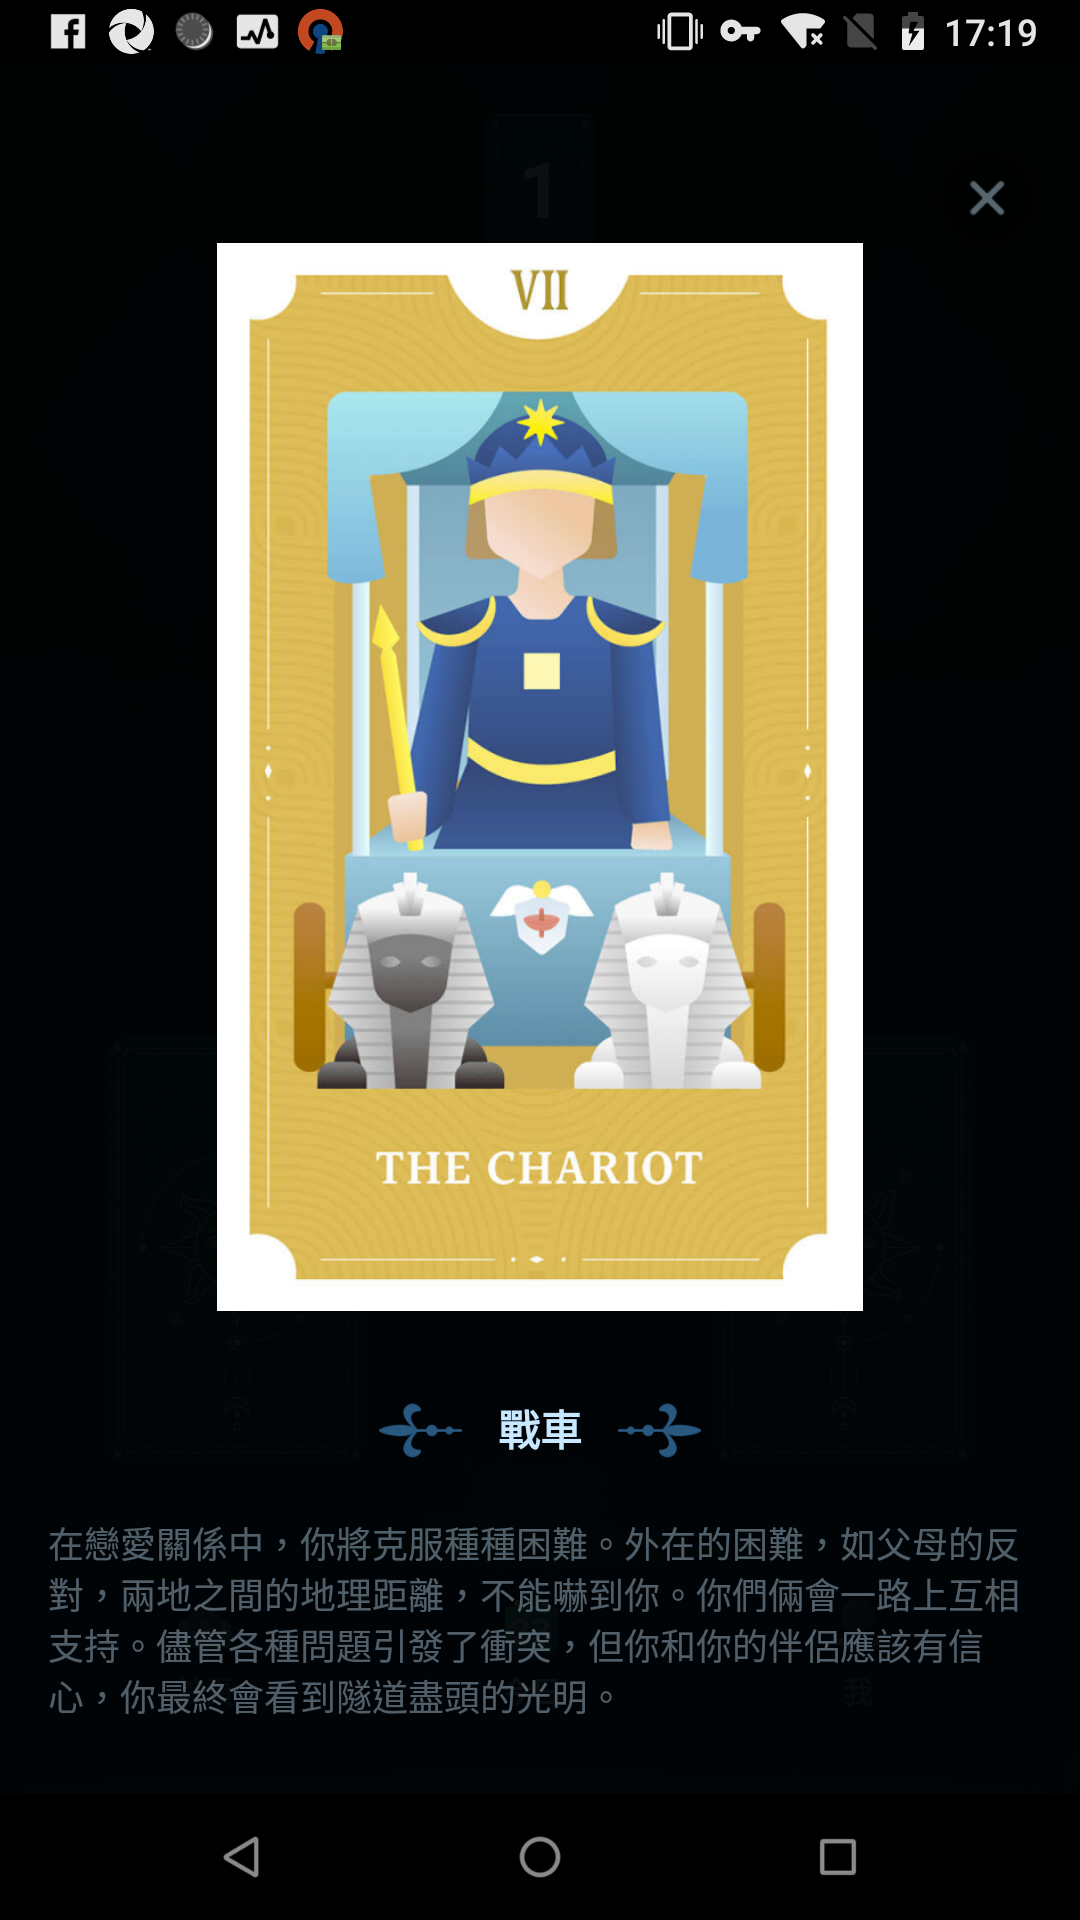 17:19
1
VII
THE CHARIOT
戰車
在戀愛關係中，你將克服種種困難。外在的困難，如父母的反
對，兩地之間的地理距離，不能嚇到你。你們倆會一路上互相
支持。儘管各種問題引發了衝突，但你和你的伴侶應該有信
心，你最終會看到隧道盡頭的光明。
我